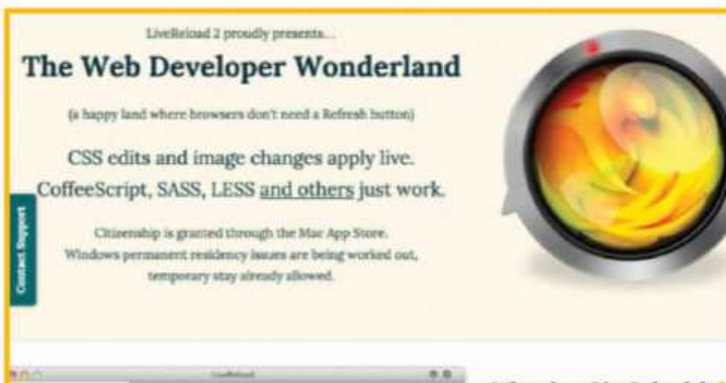 LiveReload 2 proudly presents...
The Web Developer Wonderland
(a happy land where browsers don't need a Refresh button)
CSS edits and image changes apply live.
CoffeeScript, SASS, LESS and others just work.
Contact Support
Citizenship is granted through the Mac App Store.
Windows permanent residency issues are being worked out,
temporary stay already allowed.
LiveReload